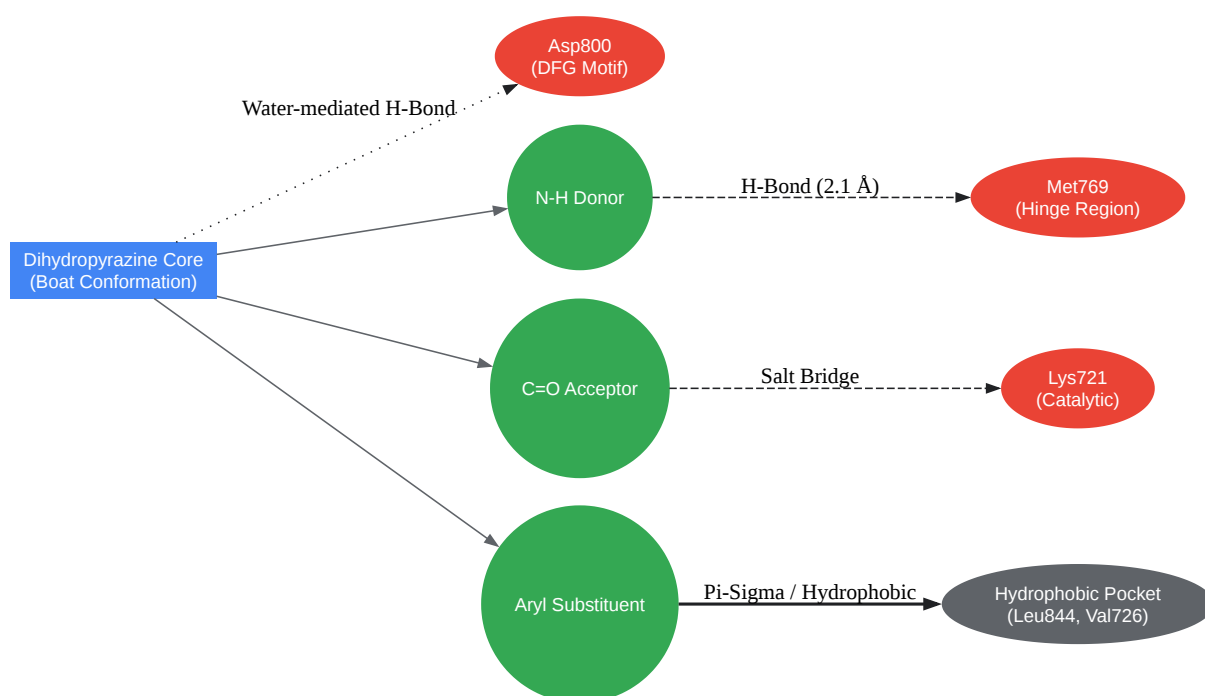 Asp800
(DFG Motif)
Water-mediated H-Bond
N-H Donor
H-Bond (2.1 Å)
Met769
(Hinge Region)
Dihydropyrazine Core
(Boat Conformation)
C=O Acceptor
Salt Bridge
Lys721
(Catalytic)
Aryl Substituent
Pi-Sigma / Hydrophobic
Hydrophobic Pocket
(Leu844, Val726)